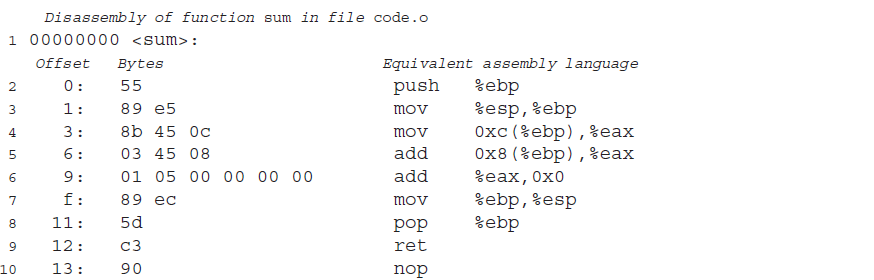 Disassembly of function sum in file code.o
1 00000000 <sum>:
Offset Bytes Equivalent assembly language
2 0: 55 push %ebp
3 1: 89 e5 mov %esp,%ebp
4 3: 8b 45 0c mov 0xc(%ebp),%eax
5 6: 03 45 08 add 0x8(%ebp),%eax
6 9: 01 05 00 00 00 00 add %eax,0x0
7 f: 89 ec mov %ebp,%esp
8 11: 5d pop %ebp
9 12: c3 ret
10 13: 90 nop